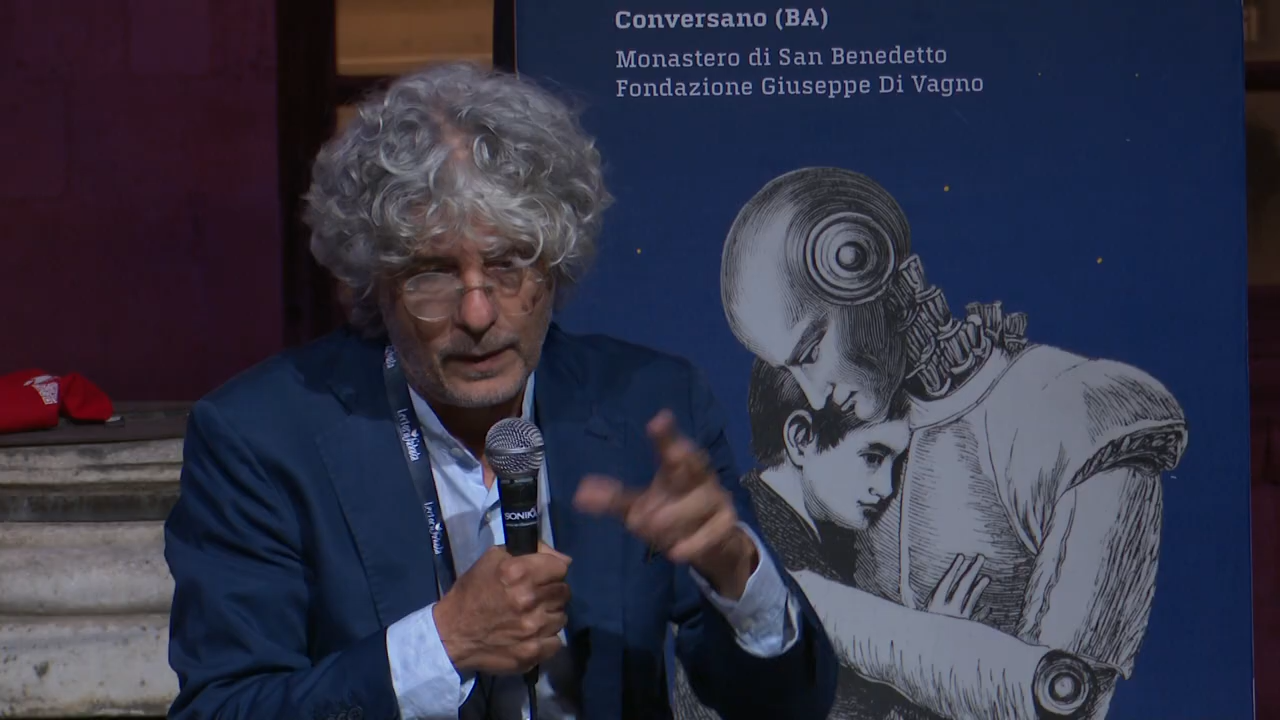 Conversano (BA)
Monastero di San Benedetto
Fondazione Giuseppe Di Vagno
SONIK